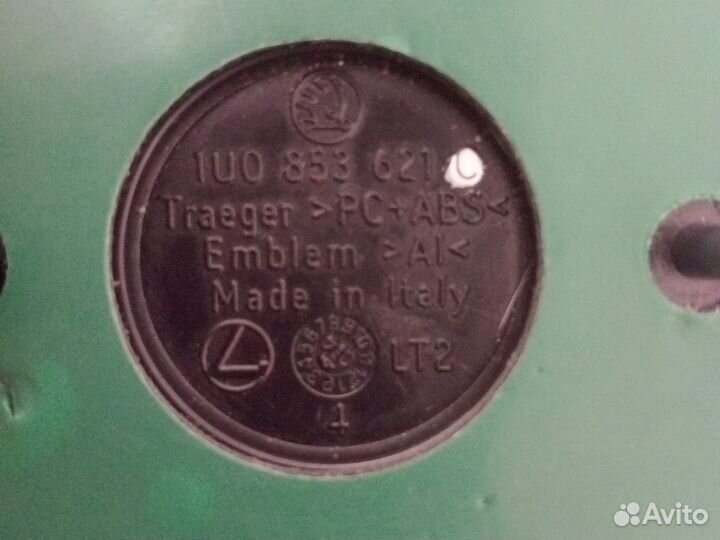 1U0 853 621 C
Traeger >PC+ABS<
Emblem >Al<
Made in Italy
LT2
1
Avito